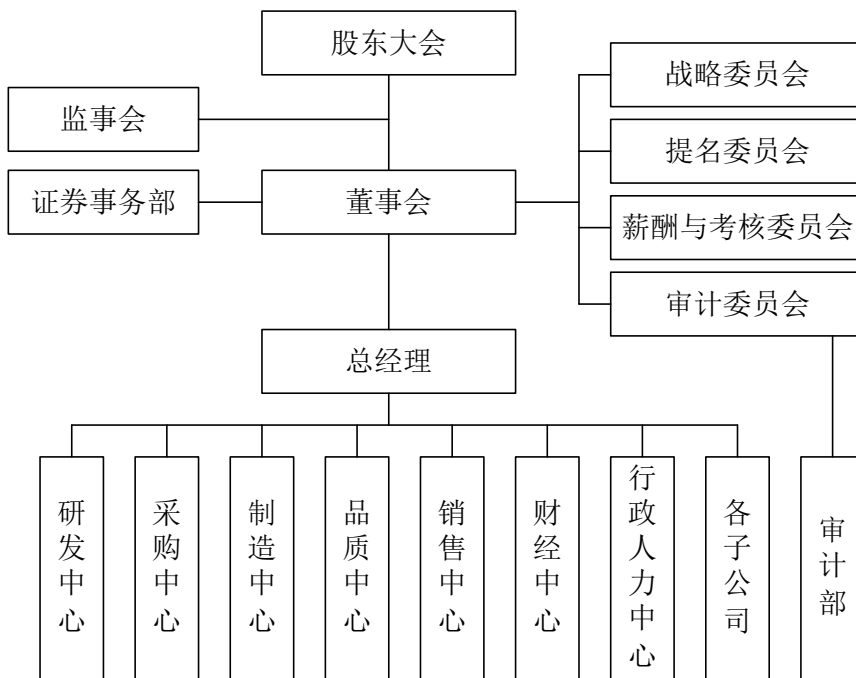 股东大会
战略委员会
监事会
提名委员会
证券事务部
董事会
薪酬与考核委员会
审计委员会
总经理
研发中心
采购中心
制造中心
品质中心
销售中心
财经中心
行政人力中心
各子公司
审计部